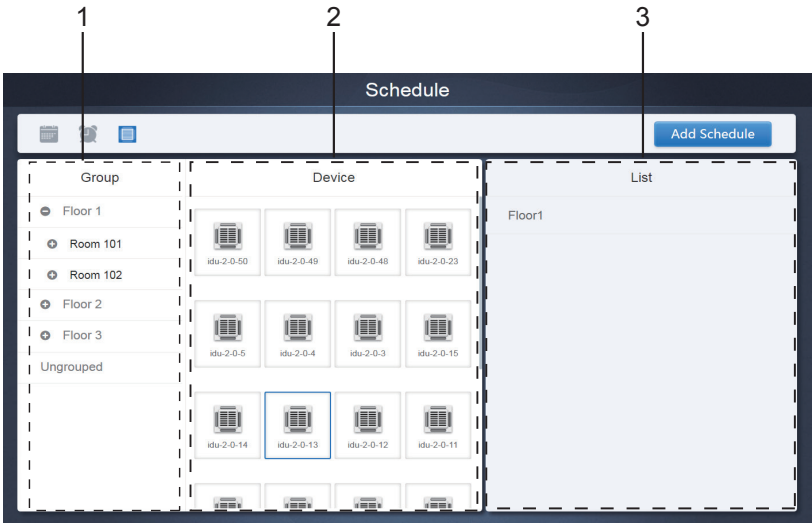 1 2 3
Schedule
Add Schedule
Group Device List
Floor 1
Floor1
Room 101
idu-2-0-50 idu-2-0-49 idu-2-0-48 idu-2-0-23
Room 102
Floor 2
Floor 3
idu-2-0-5 idu-2-0-4 idu-2-0-3 idu-2-0-15
Ungrouped
idu-2-0-14 idu-2-0-13 idu-2-0-12 idu-2-0-11